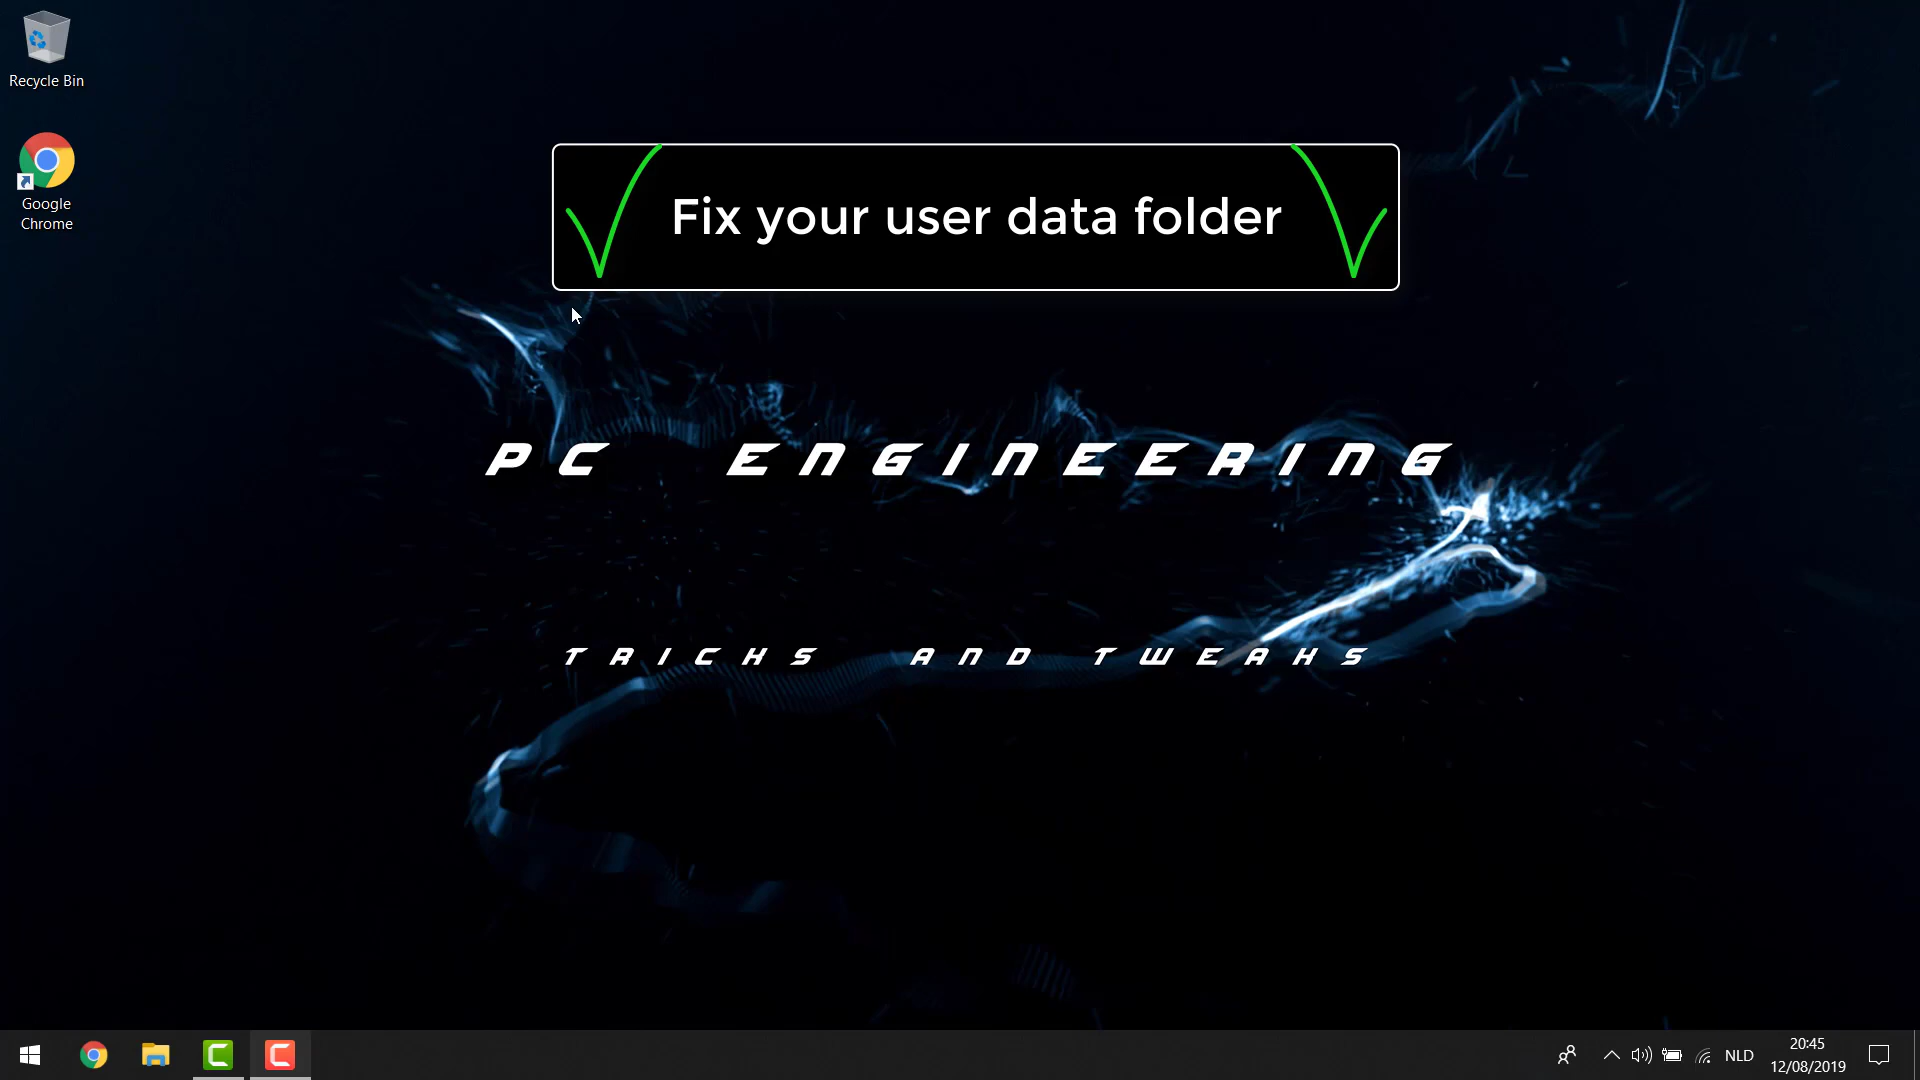 Recycle Bin
Google
Chrome
Fix your user data folder
PC ENGINEERING
TRICKS AND TWEAKS
NLD
20:45
12/08/2019